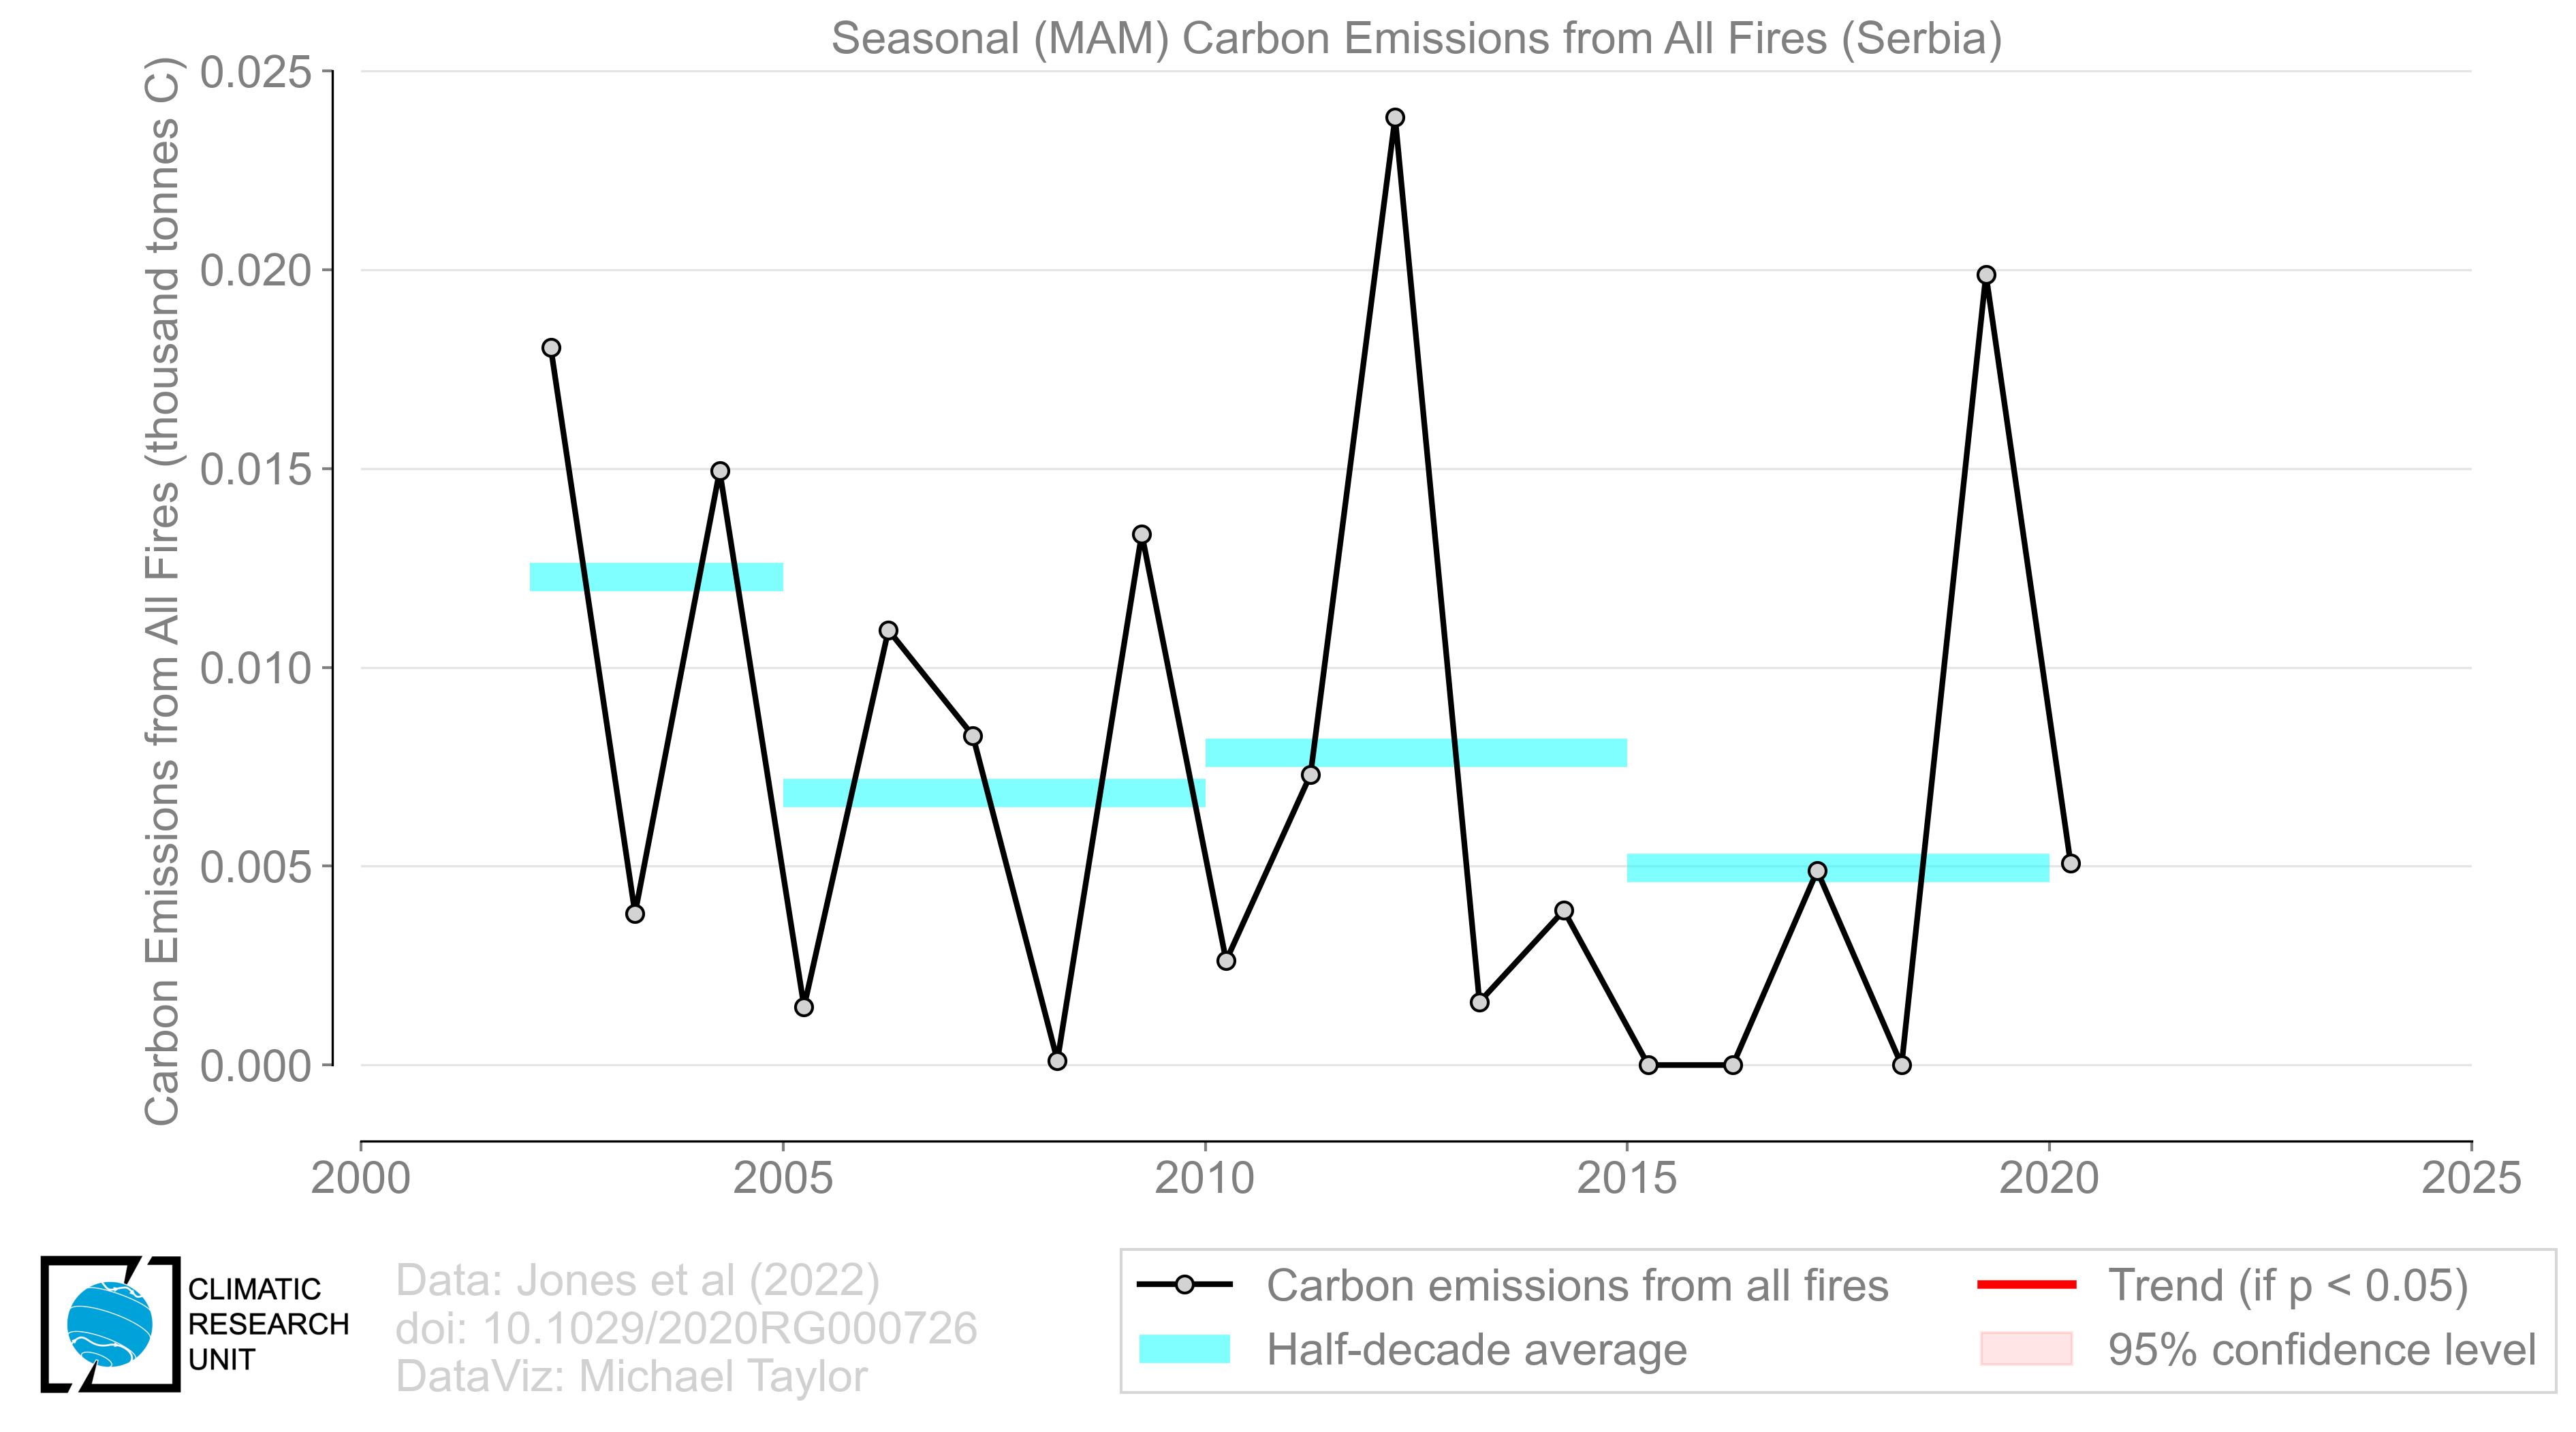 Seasonal (MAM) Carbon Emissions from All Fires (Serbia)
Carbon Emissions from All Fires (thousand tonnes C)
0.025
0.020
0.015
0.010
0.005
0.000
2000
2005
2010
2015
2020
2025
CLIMATIC
RESEARCH
UNIT
Data: Jones et al (2022)
doi: 10.1029/2020RG000726
DataViz: Michael Taylor
Carbon emissions from all fires
Half-decade average
Trend (if p < 0.05)
95% confidence level